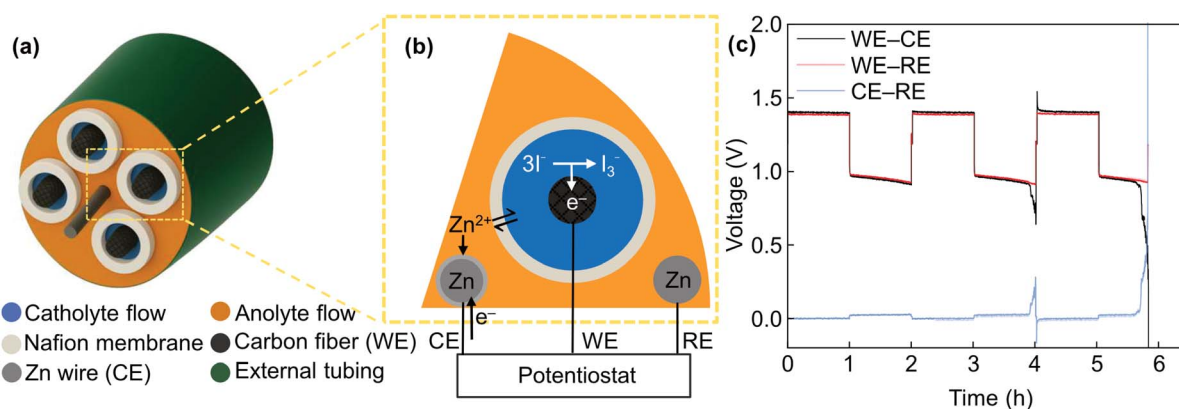 (a)
Catholyte flow
Anolyte flow
Nafion membrane
Carbon fiber (WE)
Zn wire (CE)
External tubing
(b)
3I⁻ → I₃⁻
e⁻
Zn²⁺
Zn
Zn
e⁻
CE
WE
RE
Potentiostat
(c)
WE–CE
WE–RE
CE–RE
Voltage (V)
2.0
1.5
1.0
0.5
0.0
0 1 2 3 4 5 6
Time (h)